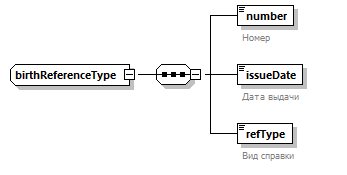 number
Номер
birthReferenceType
issueDate
Дата выдачи
refType
Вид справки